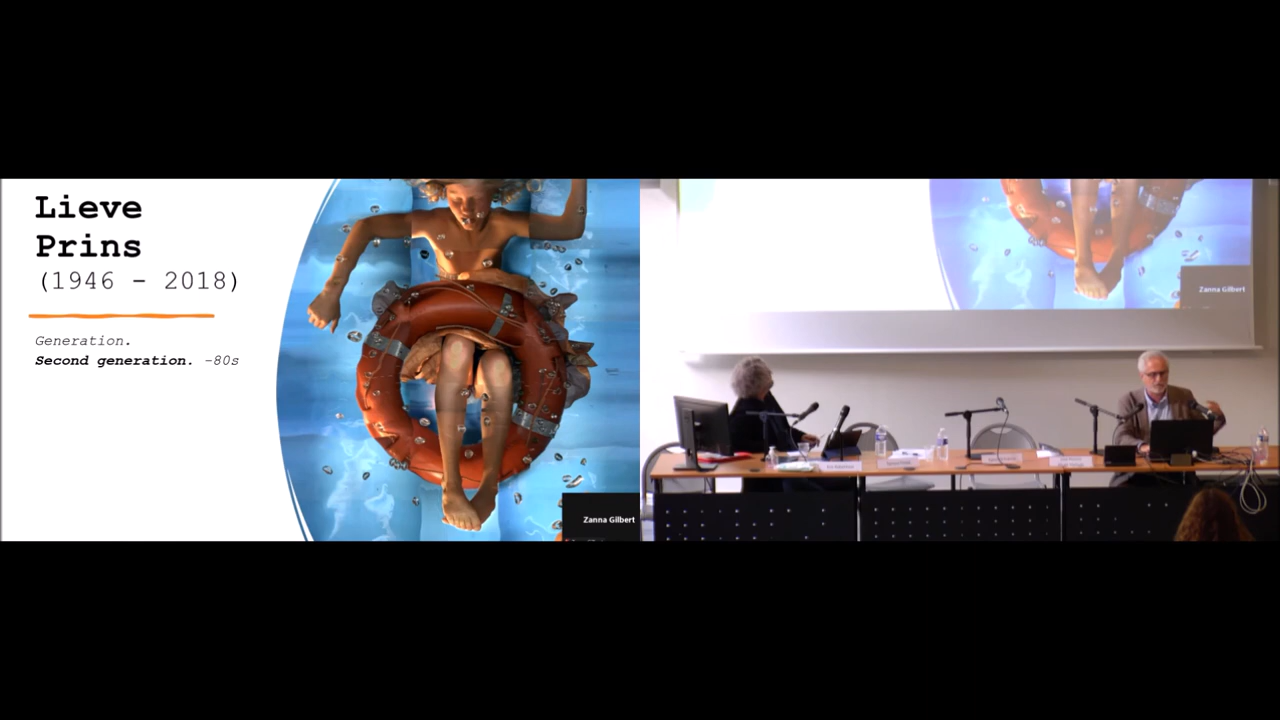 Lieve
Prins
(1946 – 2018)
Generation.
Second generation. -80s
Zanna Gilbert
Zanna Gilbert